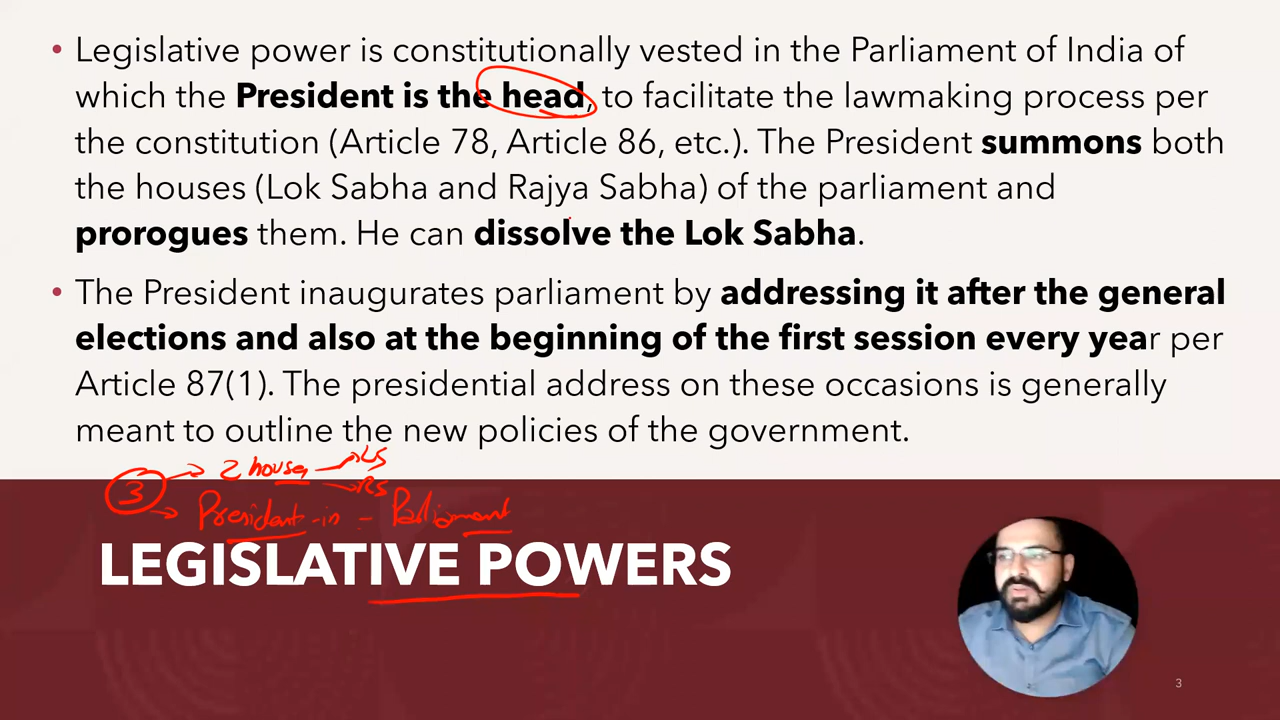 • Legislative power is constitutionally vested in the Parliament of India of
which the President is the head, to facilitate the lawmaking process per
the constitution (Article 78, Article 86, etc.). The President summons both
the houses (Lok Sabha and Rajya Sabha) of the parliament and
prorogues them. He can dissolve the Lok Sabha.
• The President inaugurates parliament by addressing it after the general
elections and also at the beginning of the first session every year per
Article 87(1). The presidential address on these occasions is generally
meant to outline the new policies of the government.
3 → 2 houses → LS
→ RS
→ President-in-Parliament
LEGISLATIVE POWERS
3